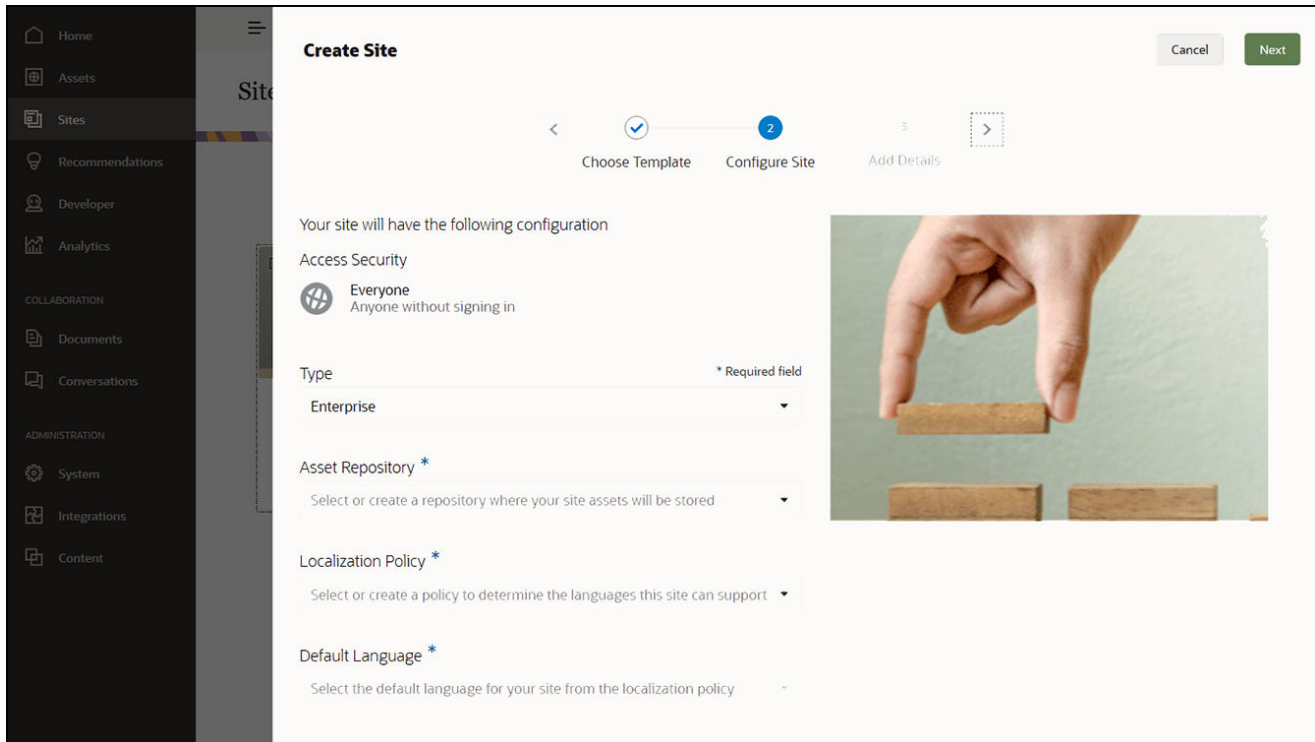 Home
Assets
Sites
Recommendations
Developer
Analytics
COLLABORATION
Documents
Conversations
ADMINISTRATION
System
Integrations
Content
Site
Create Site
Cancel
Next
2
3
Choose Template
Configure Site
Add Details
Your site will have the following configuration
Access Security
Everyone
Anyone without signing in
Type
* Required field
Enterprise
Asset Repository *
Select or create a repository where your site assets will be stored
Localization Policy *
Select or create a policy to determine the languages this site can support
Default Language *
Select the default language for your site from the localization policy